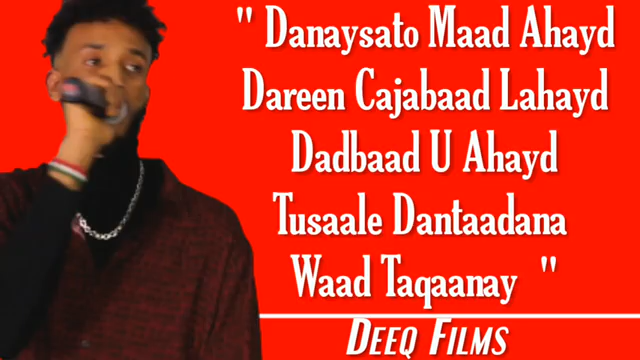 " Danaysato Maad Ahayd
Dareen Cajabaad Lahayd
Dadbaad U Ahayd
Tusaale Dantaadana
Waad Taqaanay "
DEEQ FILMS